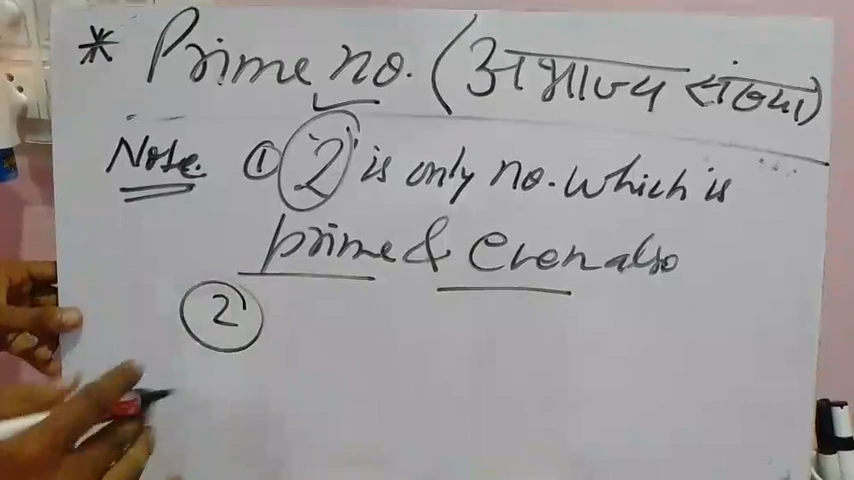 * Prime no. (अभाज्य संख्या)
Note. ① "2" is only no. which is
prime & even also
②